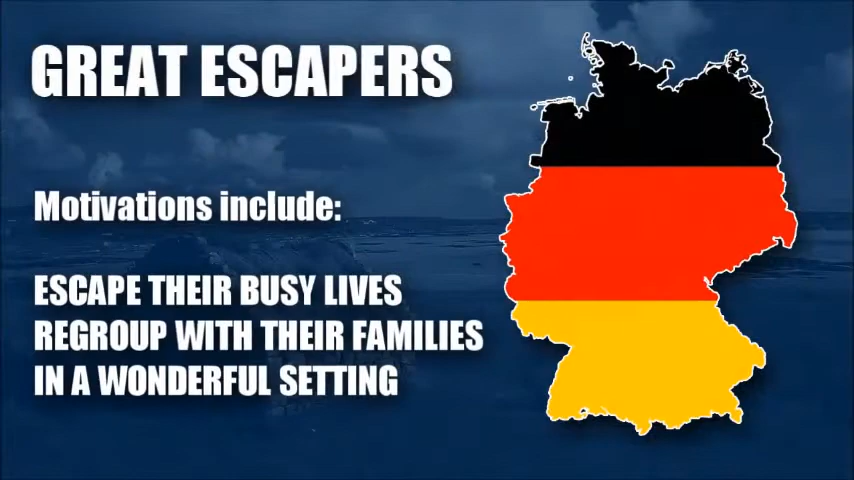 GREAT ESCAPERS
Motivations include:
ESCAPE THEIR BUSY LIVES
REGROUP WITH THEIR FAMILIES
IN A WONDERFUL SETTING